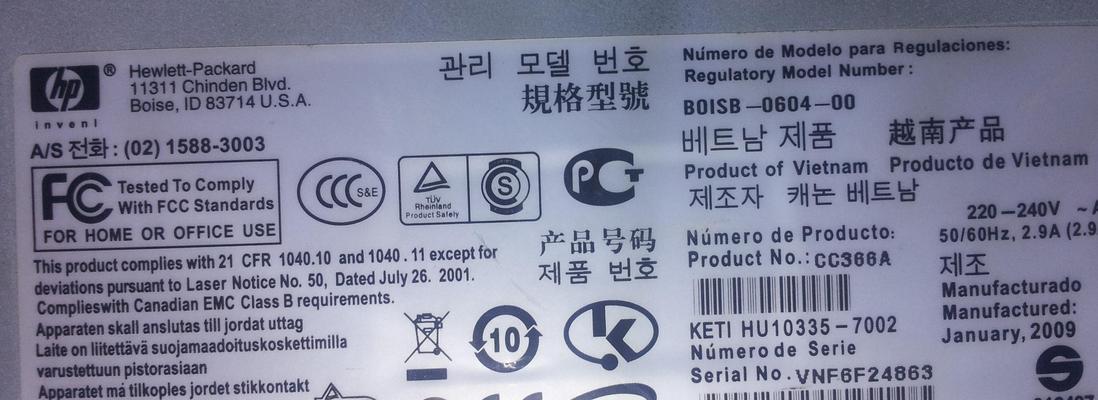 hp ®
invent
Hewlett-Packard
11311 Chinden Blvd.
Boise, ID 83714 U.S.A.
A/S 전화 : (02) 1588-3003
FC Tested To Comply
With FCC Standards
FOR HOME OR OFFICE USE
CCC S&E
TÜV
Rheinland
Product Safety
S
PCT
관리 모델 번호
規格型號
This product complies with 21 CFR 1040.10 and 1040.11 except for
deviations pursuant to Laser Notice No. 50, Dated July 26. 2001.
Complieswith Canadian EMC Class B requirements.
Apparaten skall anslutas till jordat uttag
Laite on liitettävä suojamaadoituskoskettimilla
varustettuun pistorasiaan
Apparatet må tilkoples jordet stikkontakt
产品号码
제품 번호
10
K
Número de Modelo para Regulaciones:
Regulatory Model Number :
BOISB-0604-00
베트남 제품 越南产品
Product of Vietnam Producto de Vietnam
제조자 캐논 베트남
220-240V ~
50/60Hz, 2.9A
Número de Producto:
Product No.: CC366A
KETI HU10335-7002
Número de Serie
Serial No. VNF6F24863
제조
Manufacturado
Manufactured:
January, 2009
S